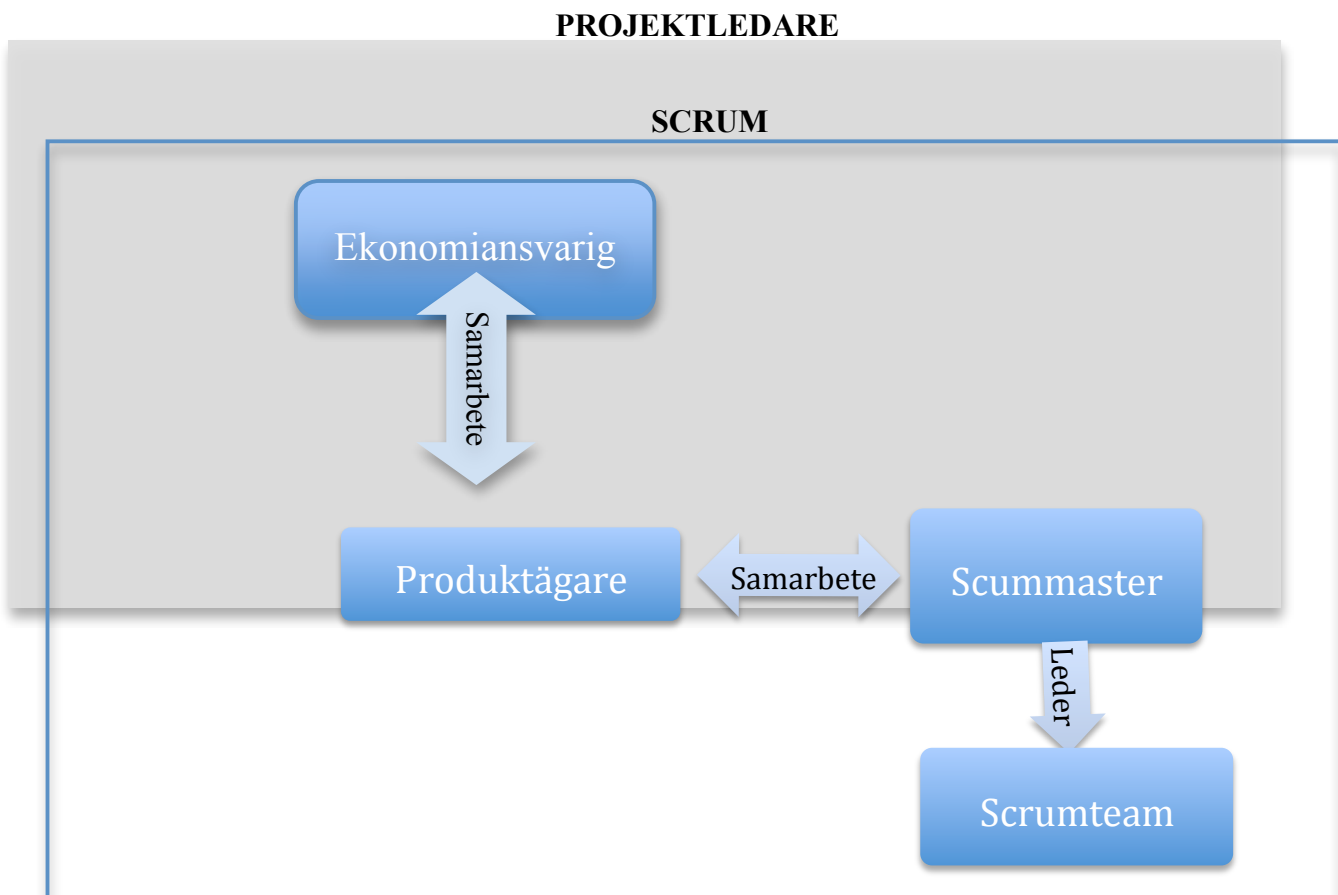 PROJEKTLEDARE
SCRUM
Ekonomiansvarig
Samarbete
Produktägare
Samarbete
Scummaster
Leder
Scrumteam